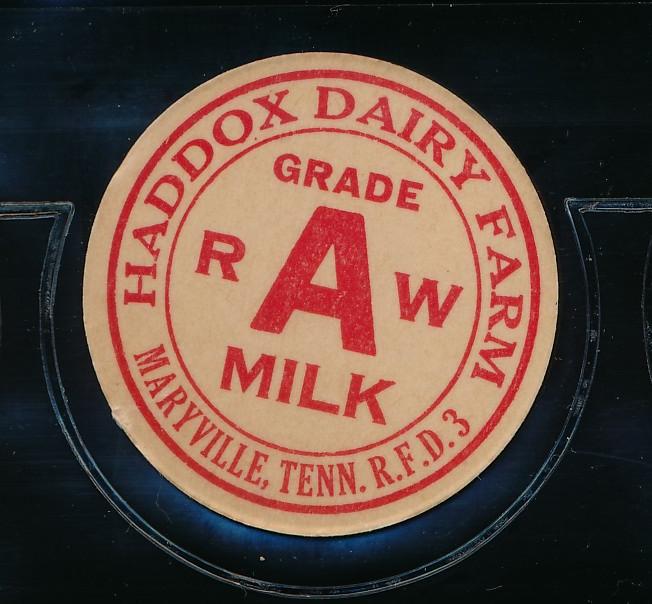 HADDOX DAIRY FARM
GRADE
R A W
MILK
MARYVILLE, TENN. R.F.D. 3